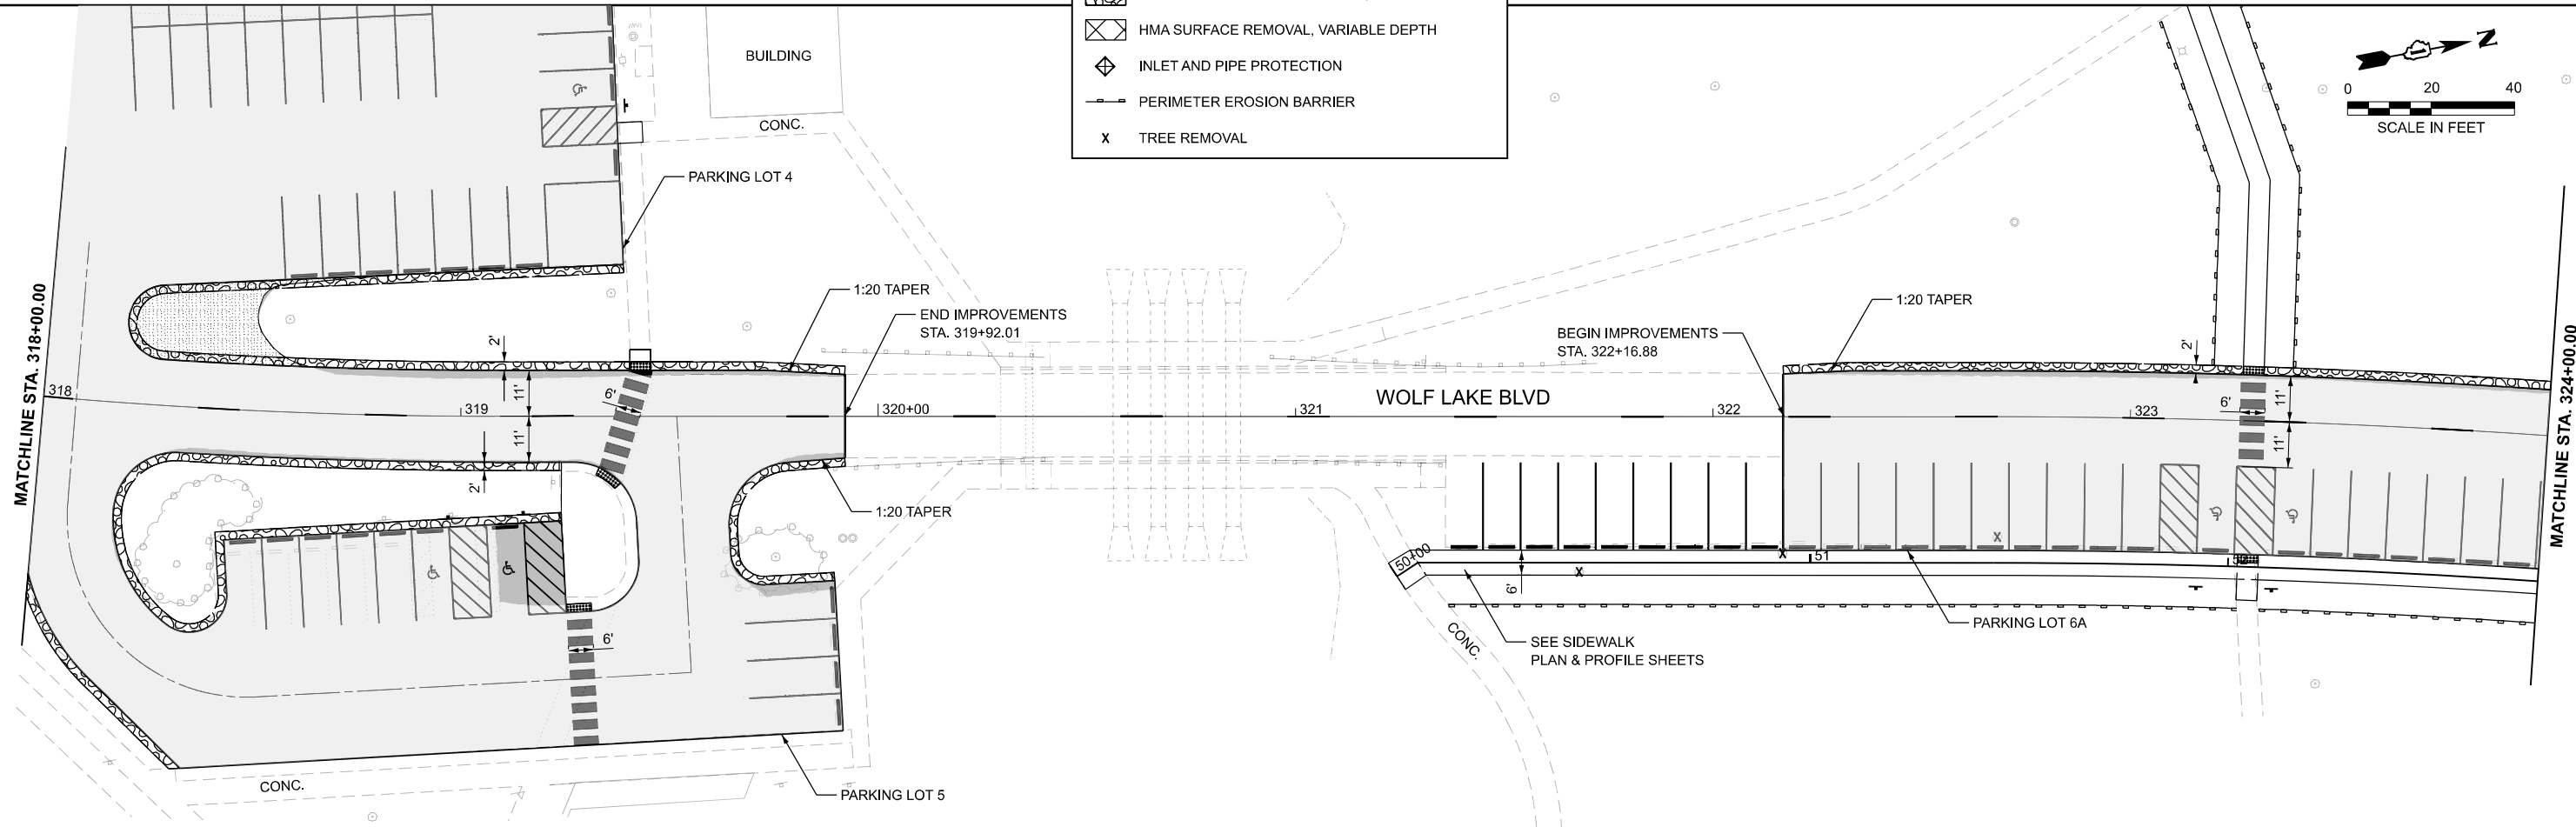 HMA SURFACE REMOVAL, VARIABLE DEPTH
INLET AND PIPE PROTECTION
PERIMETER EROSION BARRIER
X TREE REMOVAL
N
0 20 40
SCALE IN FEET
BUILDING
CONC.
PARKING LOT 4
1:20 TAPER
END IMPROVEMENTS
STA. 319+92.01
BEGIN IMPROVEMENTS
STA. 322+16.88
1:20 TAPER
MATCHLINE STA. 318+00.00
318
319
320+00
321
322
323
WOLF LAKE BLVD
MATCHLINE STA. 324+00.00
2'
11'
11'
6'
2'
2'
11'
11'
6'
1:20 TAPER
50+00
51
6'
6'
CONC.
SEE SIDEWALK
PLAN & PROFILE SHEETS
PARKING LOT 6A
CONC.
PARKING LOT 5